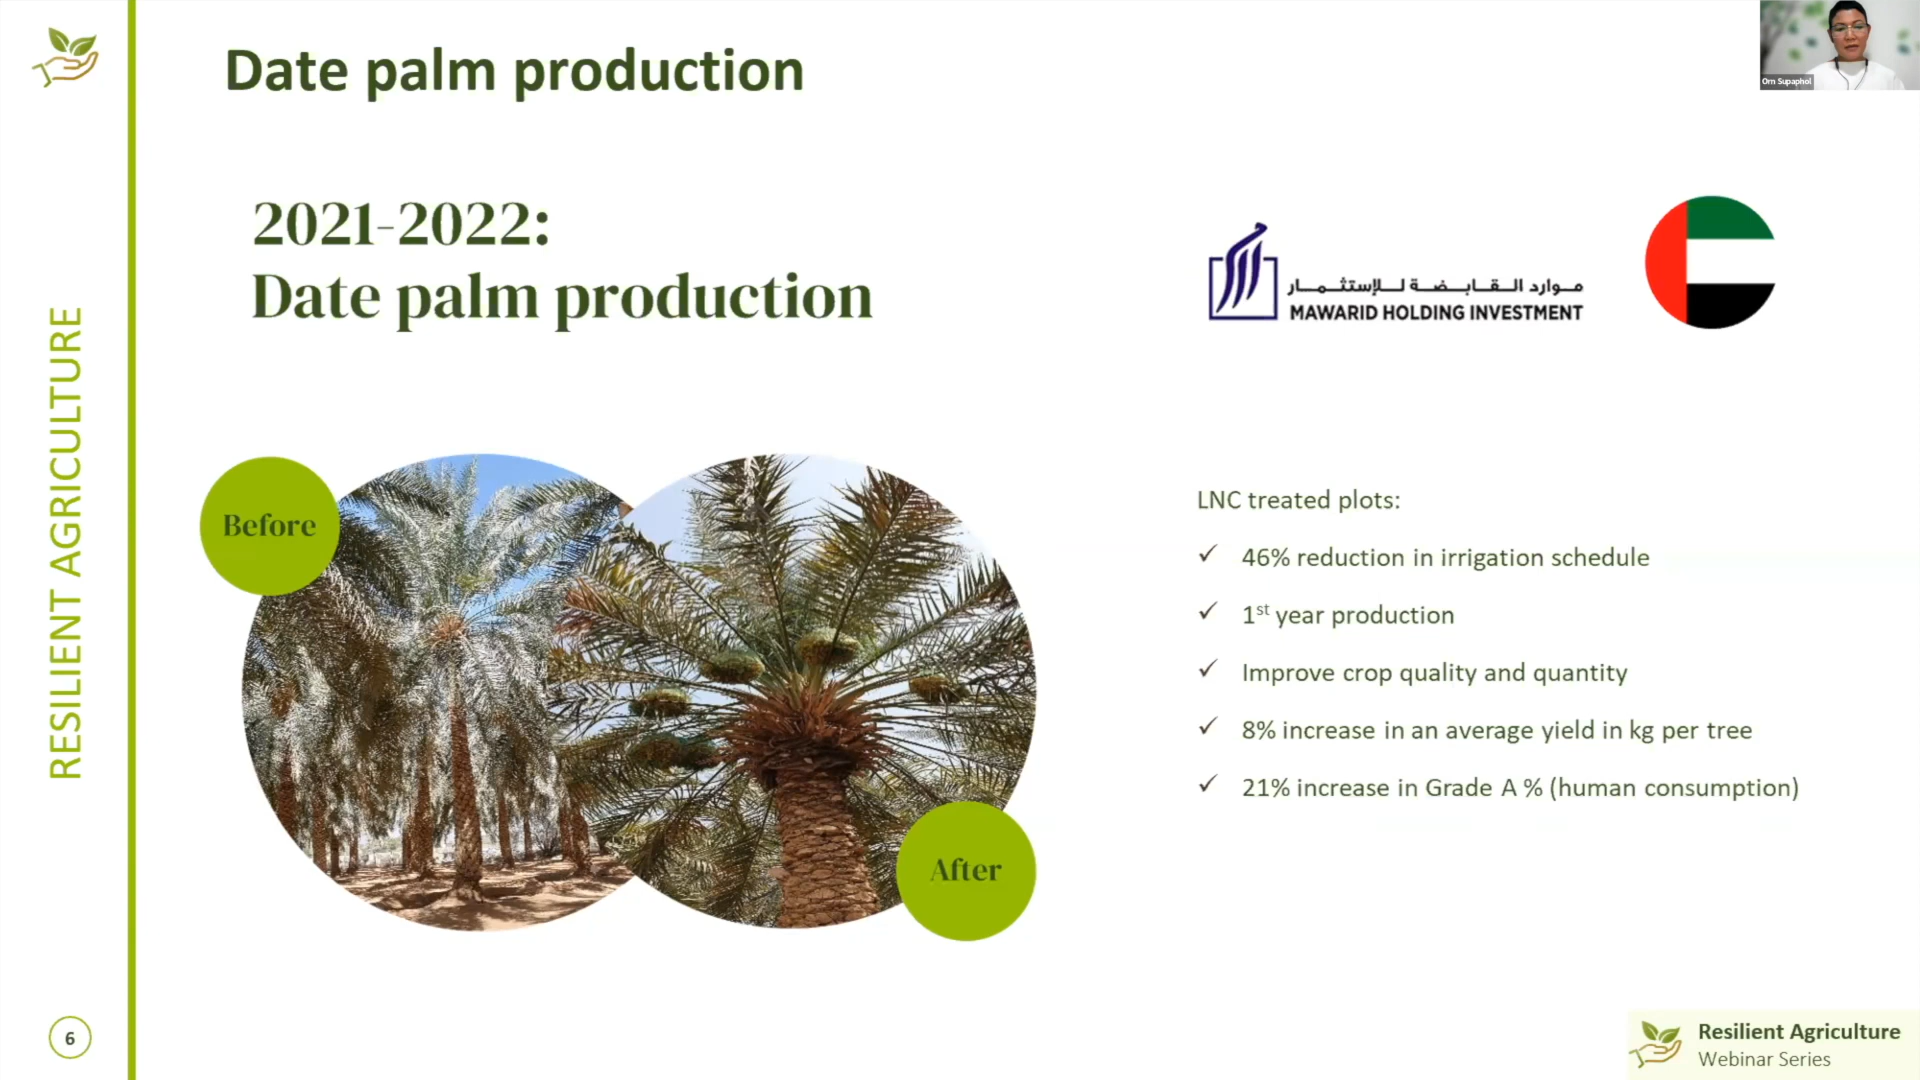 Date palm production
Orn Supaphol
2021-2022:
Date palm production
موارد القابضة للإستثمار
MAWARID HOLDING INVESTMENT
RESILIENT AGRICULTURE
Before
After
LNC treated plots:
✓ 46% reduction in irrigation schedule
✓ 1st year production
✓ Improve crop quality and quantity
✓ 8% increase in an average yield in kg per tree
✓ 21% increase in Grade A % (human consumption)
6
Resilient Agriculture
Webinar Series